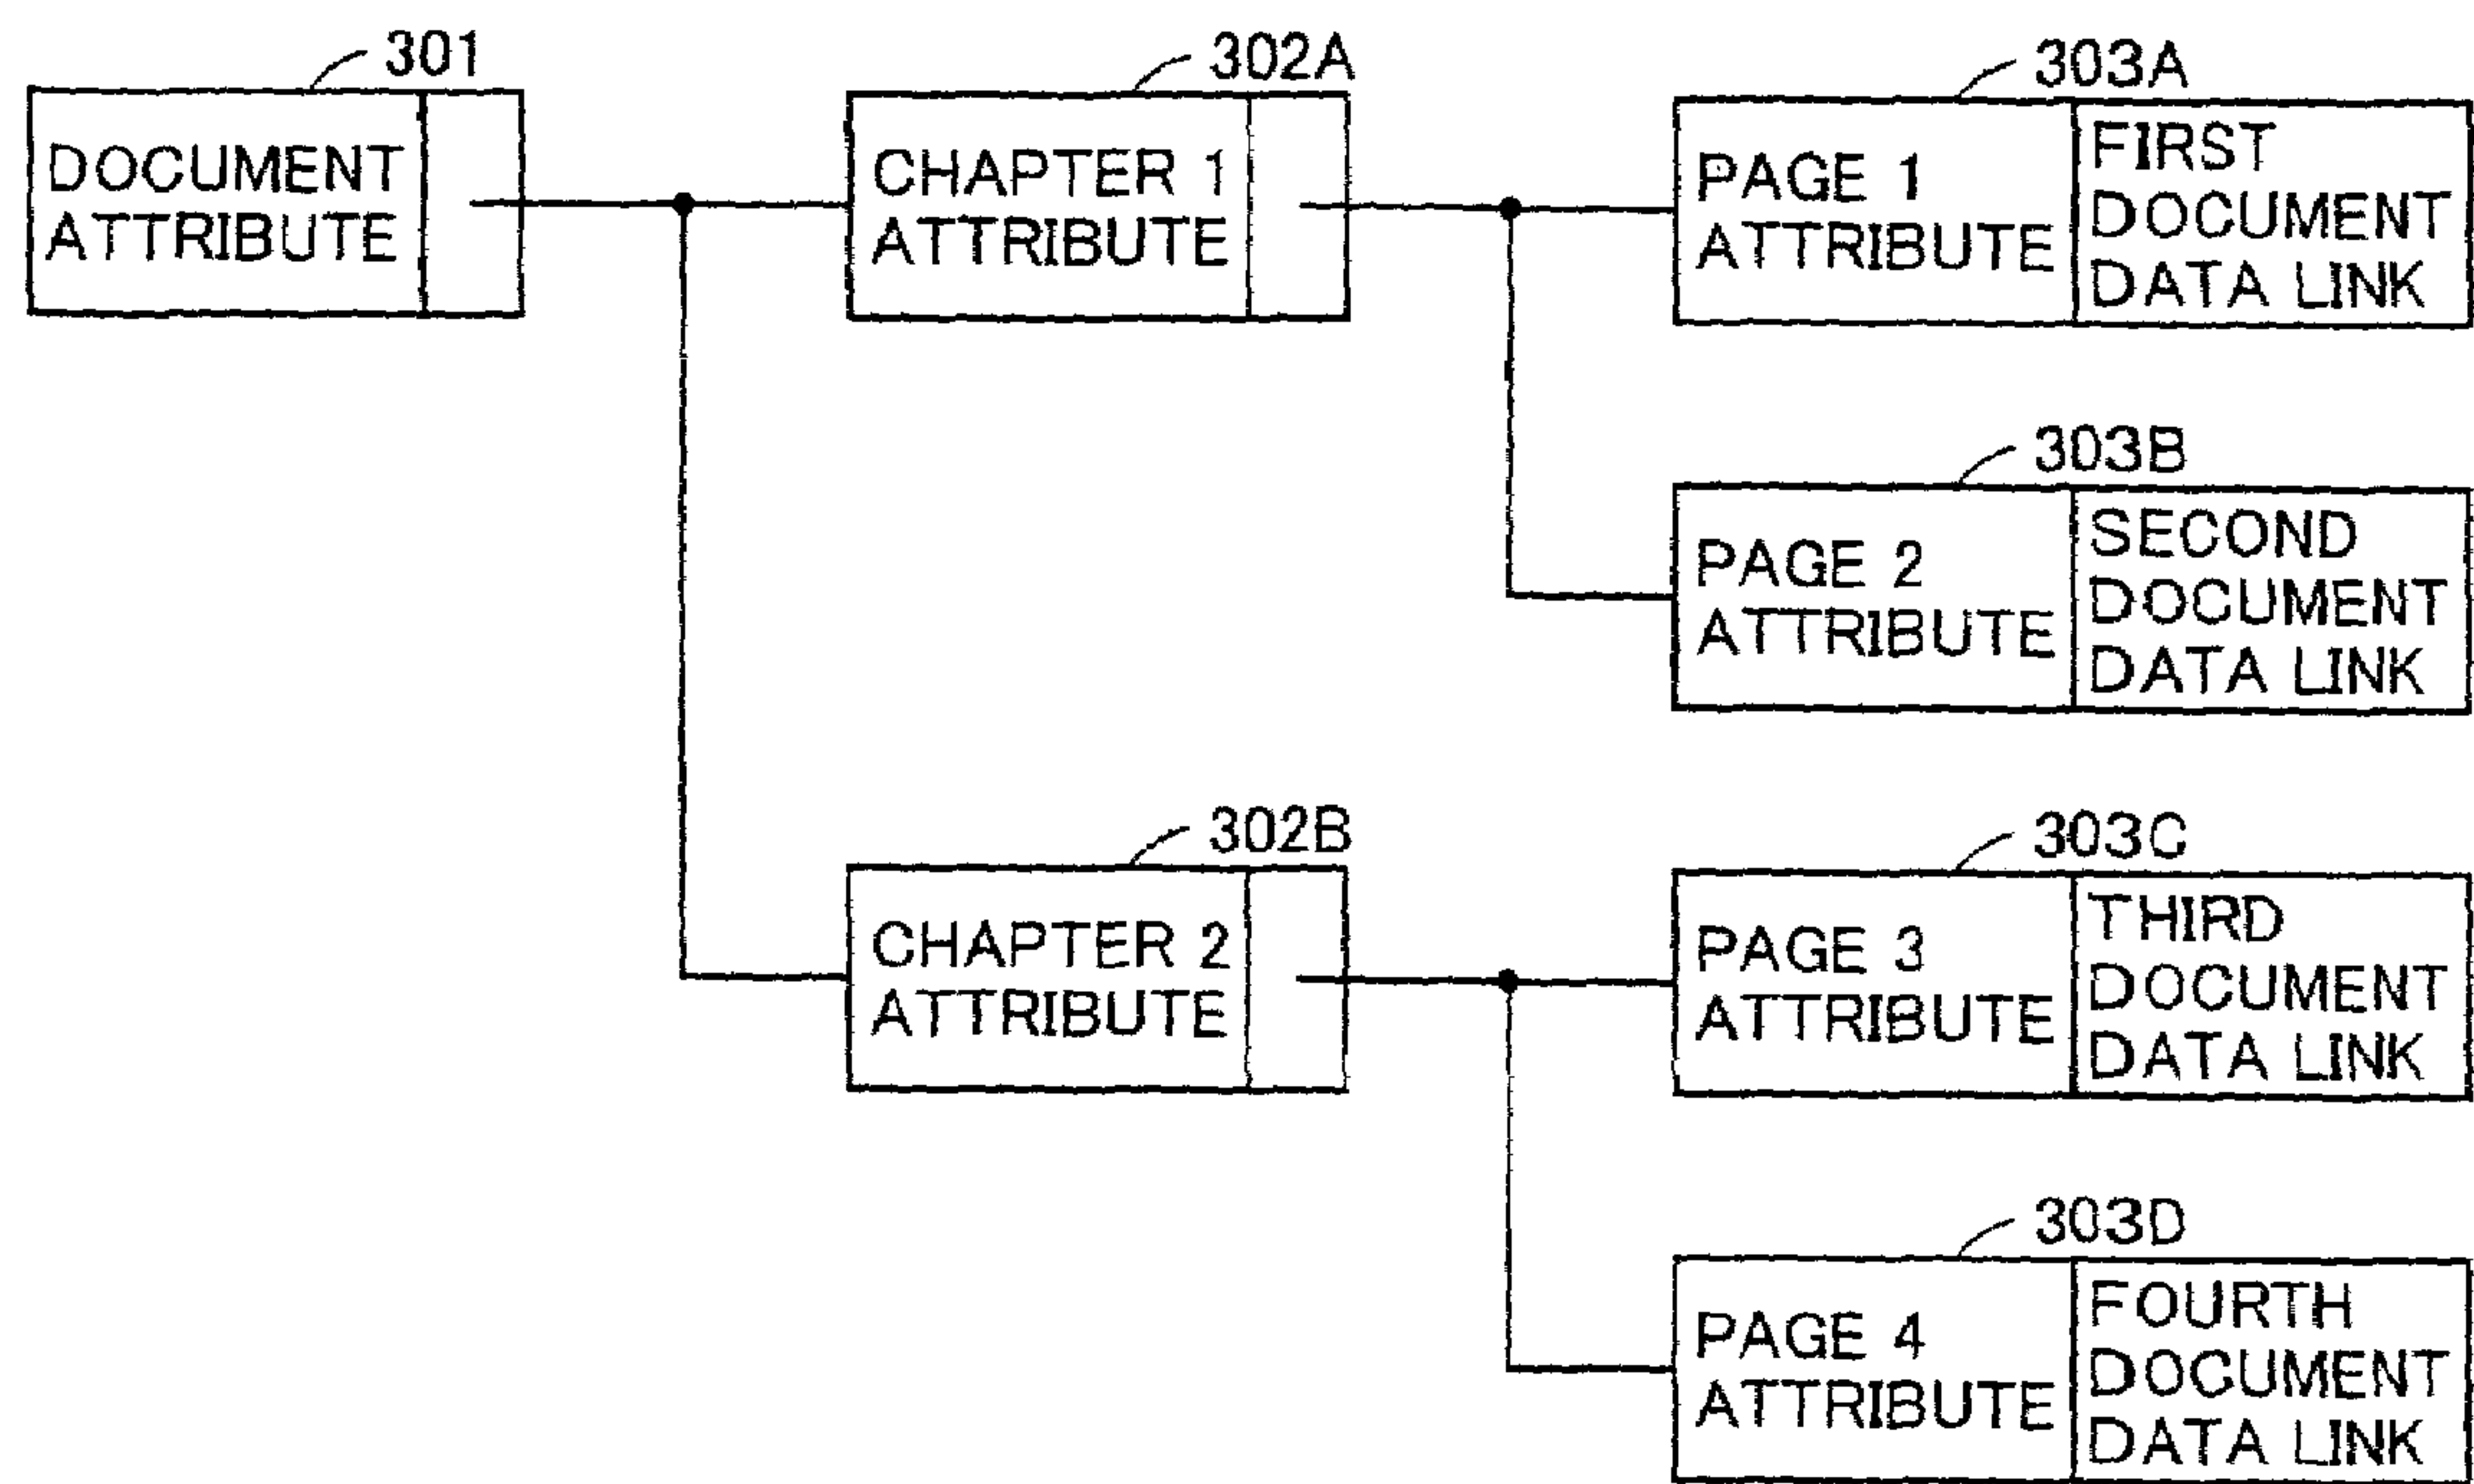 301
DOCUMENT
ATTRIBUTE
302A
CHAPTER 1
ATTRIBUTE
303A
PAGE 1
ATTRIBUTE
FIRST
DOCUMENT
DATA LINK
303B
PAGE 2
ATTRIBUTE
SECOND
DOCUMENT
DATA LINK
302B
CHAPTER 2
ATTRIBUTE
303C
PAGE 3
ATTRIBUTE
THIRD
DOCUMENT
DATA LINK
303D
PAGE 4
ATTRIBUTE
FOURTH
DOCUMENT
DATA LINK